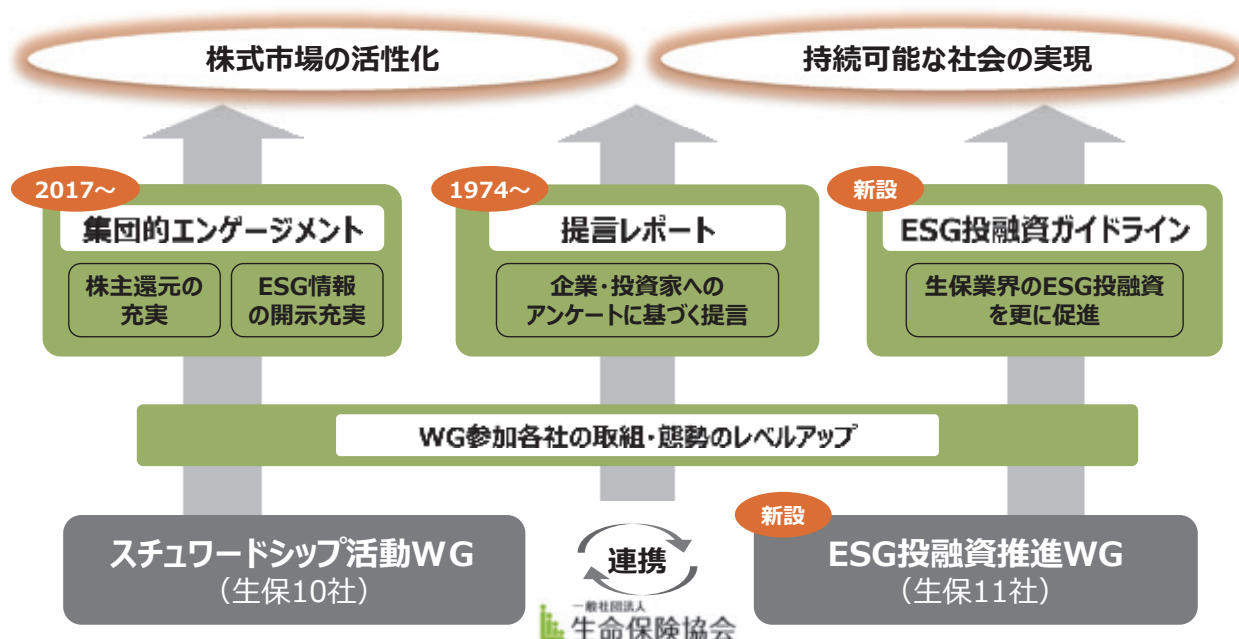 株式市場の活性化
持続可能な社会の実現
2017～
集団的エンゲージメント
株主還元の
充実
ESG情報
の開示充実
1974～
提言レポート
企業・投資家への
アンケートに基づく提言
新設
ESG投融資ガイドライン
生保業界のESG投融資
を更に促進
WG参加各社の取組・態勢のレベルアップ
スチュワードシップ活動WG
（生保10社）
連携
一般社団法人
生命保険協会
新設
ESG投融資推進WG
（生保11社）